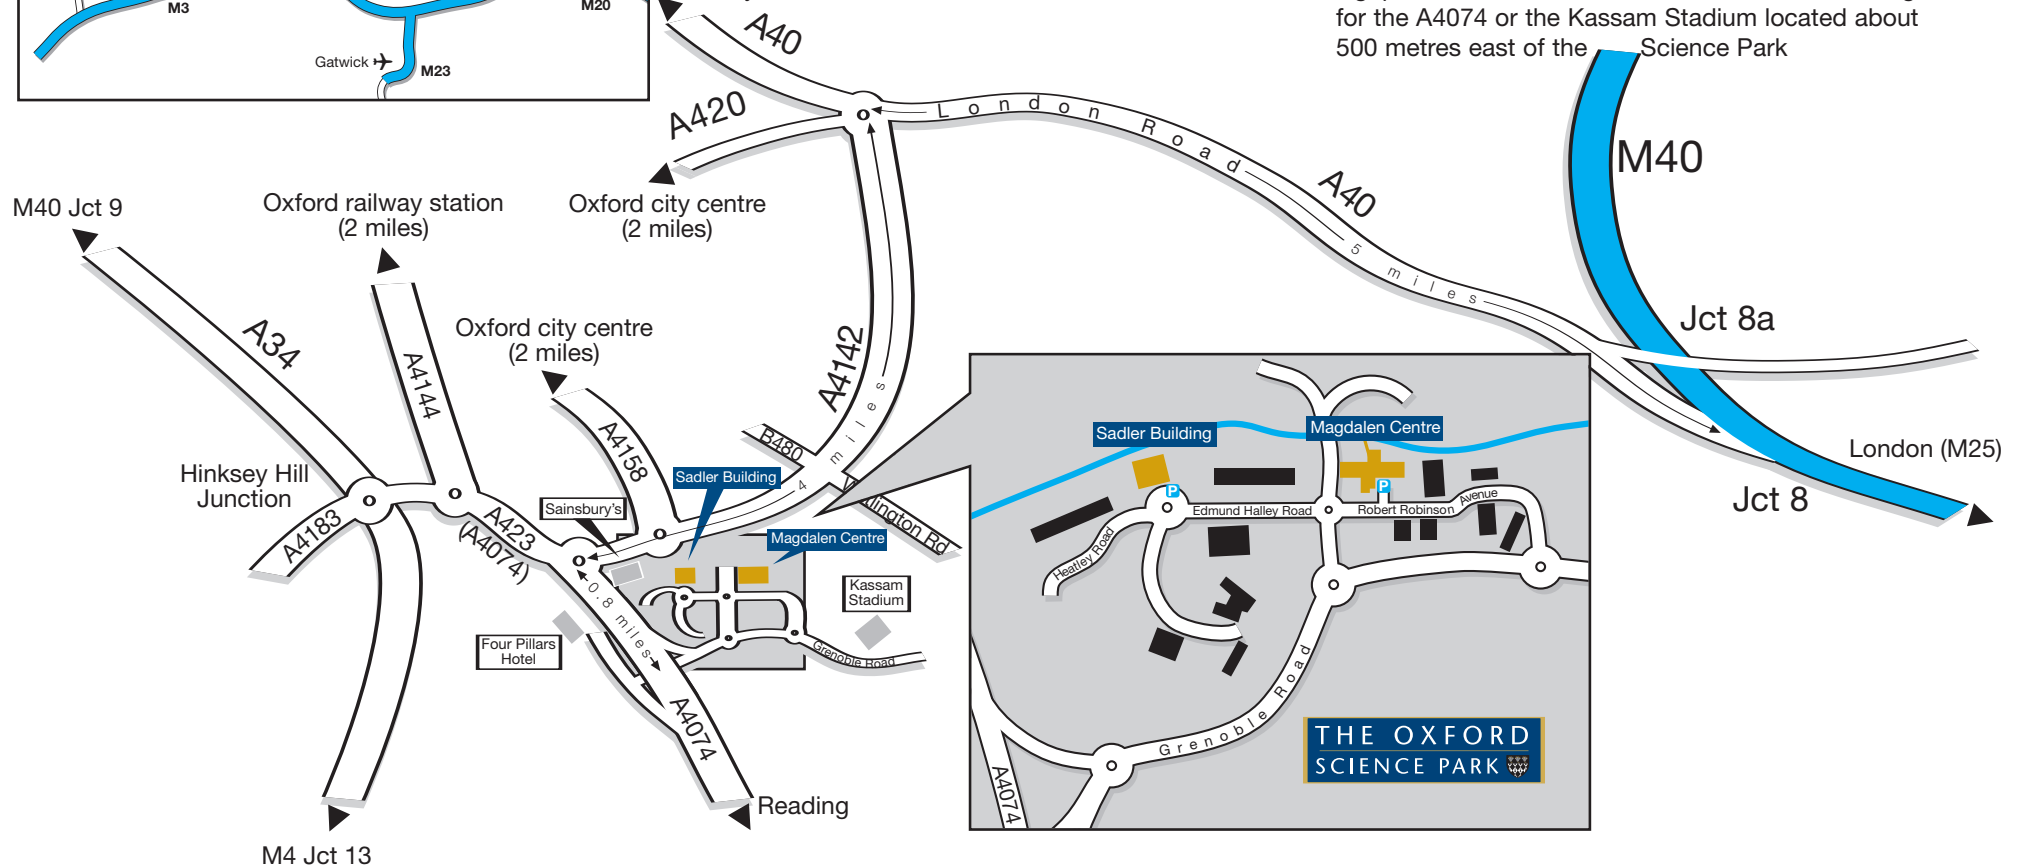 M3
M20
Gatwick
M23
for the A4074 or the Kassam Stadium located about
500 metres east of the Science Park
A40
A420
London Road
A40
5 miles
M40
M40 Jct 9
Oxford railway station
(2 miles)
Oxford city centre
(2 miles)
A34
A4144
Oxford city centre
(2 miles)
A4142
4 miles
Jct 8a
London (M25)
Jct 8
Hinksey Hill
Junction
A4183
A423
(A4074)
A4158
B480
Sadler Building
Sainsbury's
Magdalen Centre
0.8 miles
Kassam
Stadium
Four Pillars
Hotel
Grenoble Road
A4074
Reading
M4 Jct 13
Sadler Building
Magdalen Centre
P
P
Edmund Halley Road
Robert Robinson
Avenue
Heatley Road
Grenoble Road
A4074
THE OXFORD
SCIENCE PARK